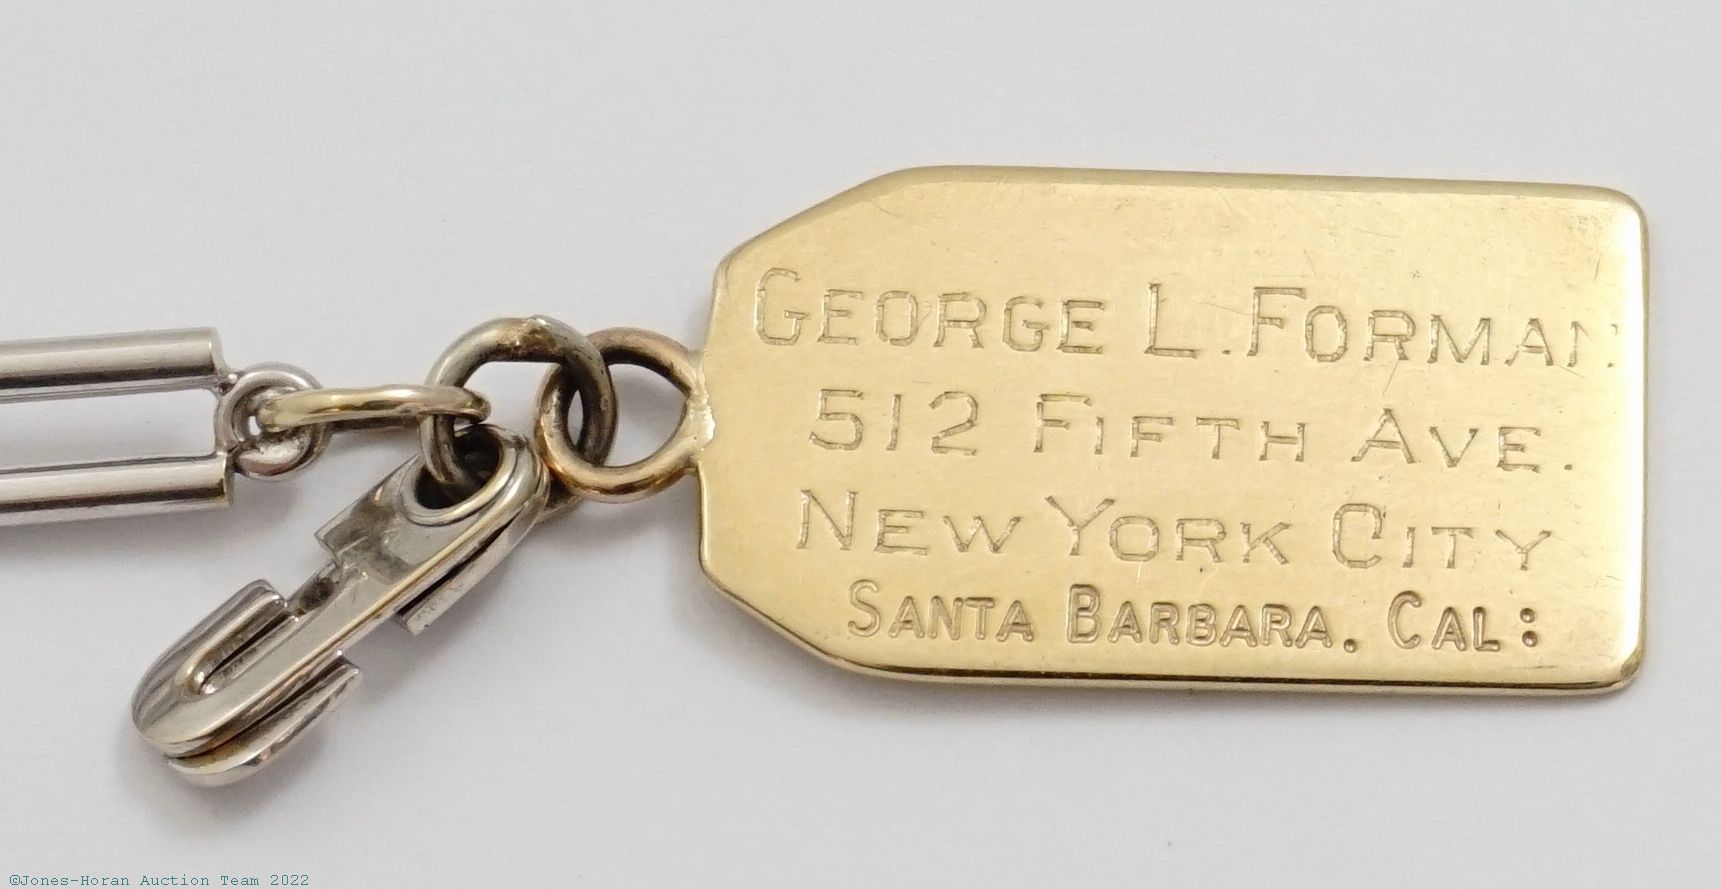 GEORGE L. FORMAN
512 FIFTH AVE.
NEW YORK CITY
SANTA BARBARA. CAL:
©Jones-Horan Auction Team 2022